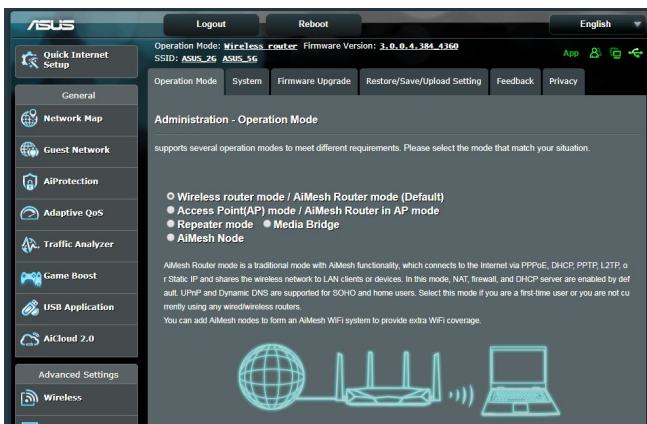 ASUS
Logout
Reboot
English
Quick Internet
Setup
Operation Mode: Wireless router Firmware Version: 3.0.0.4.384_4360
SSID: ASUS_2G ASUS_5G
App
Operation Mode System Firmware Upgrade Restore/Save/Upload Setting Feedback Privacy
General
Network Map
Guest Network
AiProtection
Adaptive QoS
Traffic Analyzer
Game Boost
USB Application
AiCloud 2.0
Advanced Settings
Wireless
Administration - Operation Mode
supports several operation modes to meet different requirements. Please select the mode that match your situation.
Wireless router mode / AiMesh Router mode (Default)
Access Point(AP) mode / AiMesh Router in AP mode
Repeater mode Media Bridge
AiMesh Node
AiMesh Router mode is a traditional mode with AiMesh functionality, which connects to the Internet via PPPoE, DHCP, PPTP, L2TP, o
r Static IP and shares the wireless network to LAN clients or devices. In this mode, NAT, firewall, and DHCP server are enabled by def
ault. UPnP and Dynamic DNS are supported for SOHO and home users. Select this mode if you are a first-time user or you are not cu
rrently using any wired/wireless routers.
You can add AiMesh nodes to form an AiMesh WiFi system to provide extra WiFi coverage.